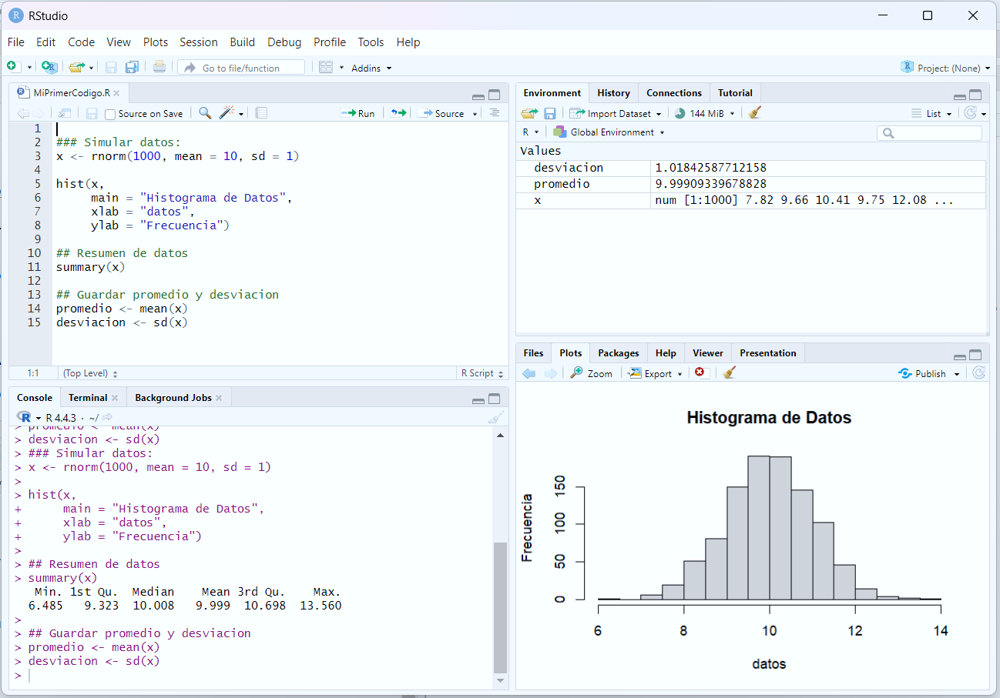 RStudio
File Edit Code View Plots Session Build Debug Profile Tools Help
Go to file/function Addins Project: (None)
MiPrimerCodigo.R
Source on Save Run Source
1
2 ### Simular datos:
3 x <- rnorm(1000, mean = 10, sd = 1)
4
5 hist(x,
6 main = "Histograma de Datos",
7 xlab = "datos",
8 ylab = "Frecuencia")
9
10 ## Resumen de datos
11 summary(x)
12
13 ## Guardar promedio y desviacion
14 promedio <- mean(x)
15 desviacion <- sd(x)
1:1 (Top Level) R Script
Console Terminal Background Jobs
R 4.4.3 · ~/
> promedio <- mean(x)
> desviacion <- sd(x)
> ### Simular datos:
> x <- rnorm(1000, mean = 10, sd = 1)
>
> hist(x,
+ main = "Histograma de Datos",
+ xlab = "datos",
+ ylab = "Frecuencia")
>
> ## Resumen de datos
> summary(x)
Min. 1st Qu. Median Mean 3rd Qu. Max.
6.485 9.323 10.008 9.999 10.698 13.560
>
> ## Guardar promedio y desviacion
> promedio <- mean(x)
> desviacion <- sd(x)
>
Environment History Connections Tutorial
Import Dataset 144 MiB List
R Global Environment
Values
desviacion 1.01842587712158
promedio 9.99909339678828
x num [1:1000] 7.82 9.66 10.41 9.75 12.08 ...
Files Plots Packages Help Viewer Presentation
Zoom Export Publish
Histograma de Datos
Frecuencia
150
100
50
0
6 8 10 12 14
datos